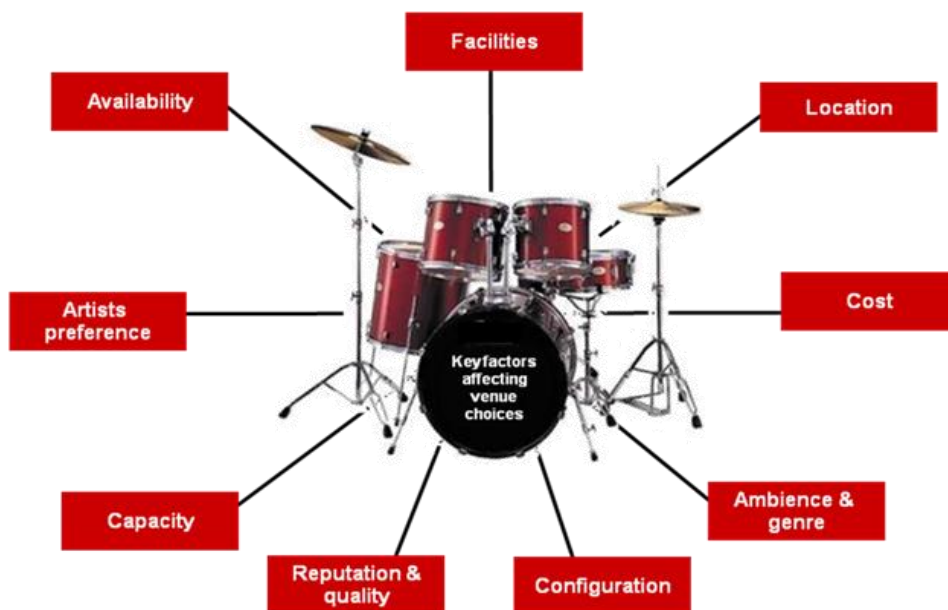 Facilities
Availability
Location
Artists
preference
Cost
Keyfactors
affecting
venue
choices
Capacity
Ambience &
genre
Reputation &
quality
Configuration